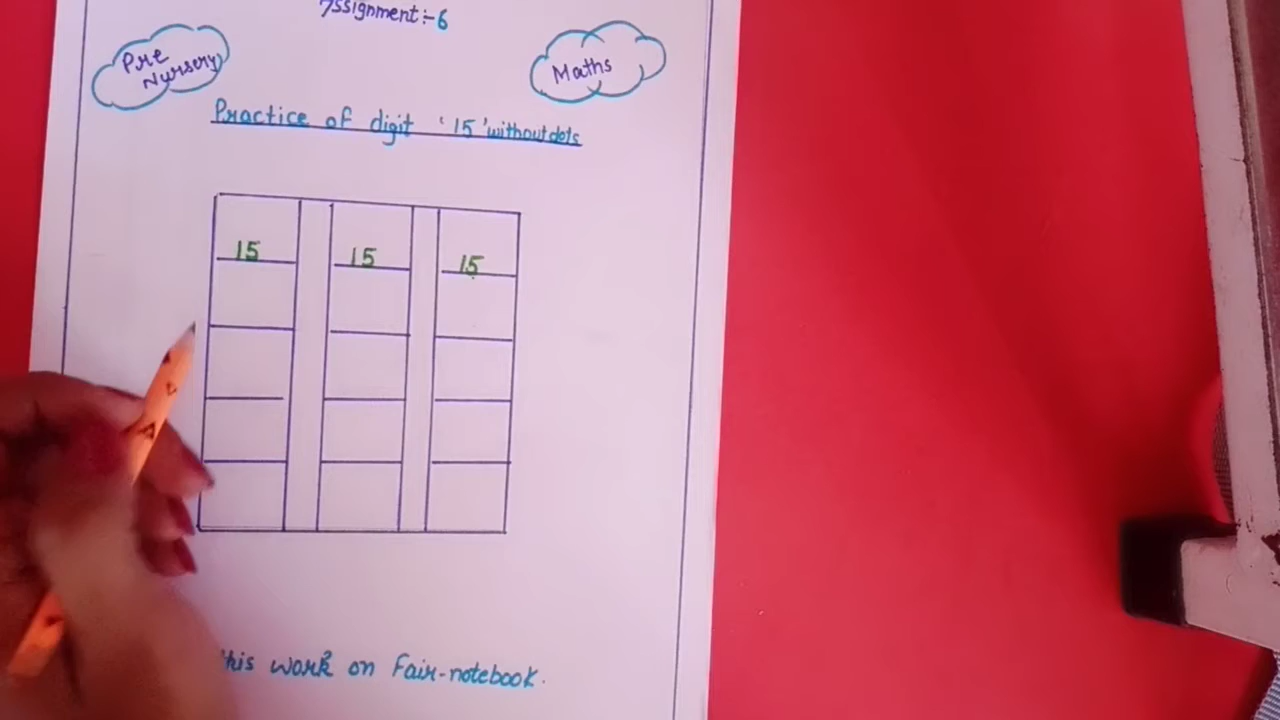 Assignment:-6
Pre
Nursery
Maths
Practice of digit '15' without dots
15 15 15
this work on Fair-notebook.